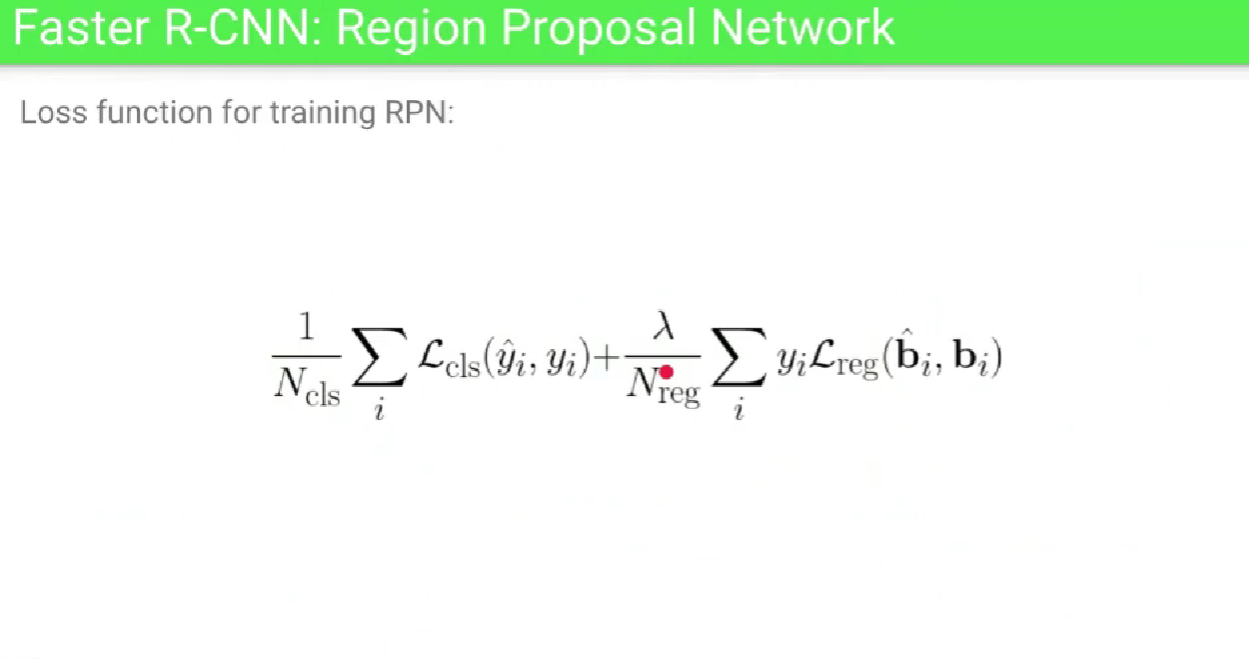 Faster R-CNN: Region Proposal Network
Loss function for training RPN:
$$\frac{1}{N_{\text{cls}}} \sum_i \mathcal{L}_{\text{cls}}(\hat{y}_i, y_i) + \frac{\lambda}{N_{\text{reg}}} \sum_i y_i \mathcal{L}_{\text{reg}}(\hat{\mathbf{b}}_i, \mathbf{b}_i)$$